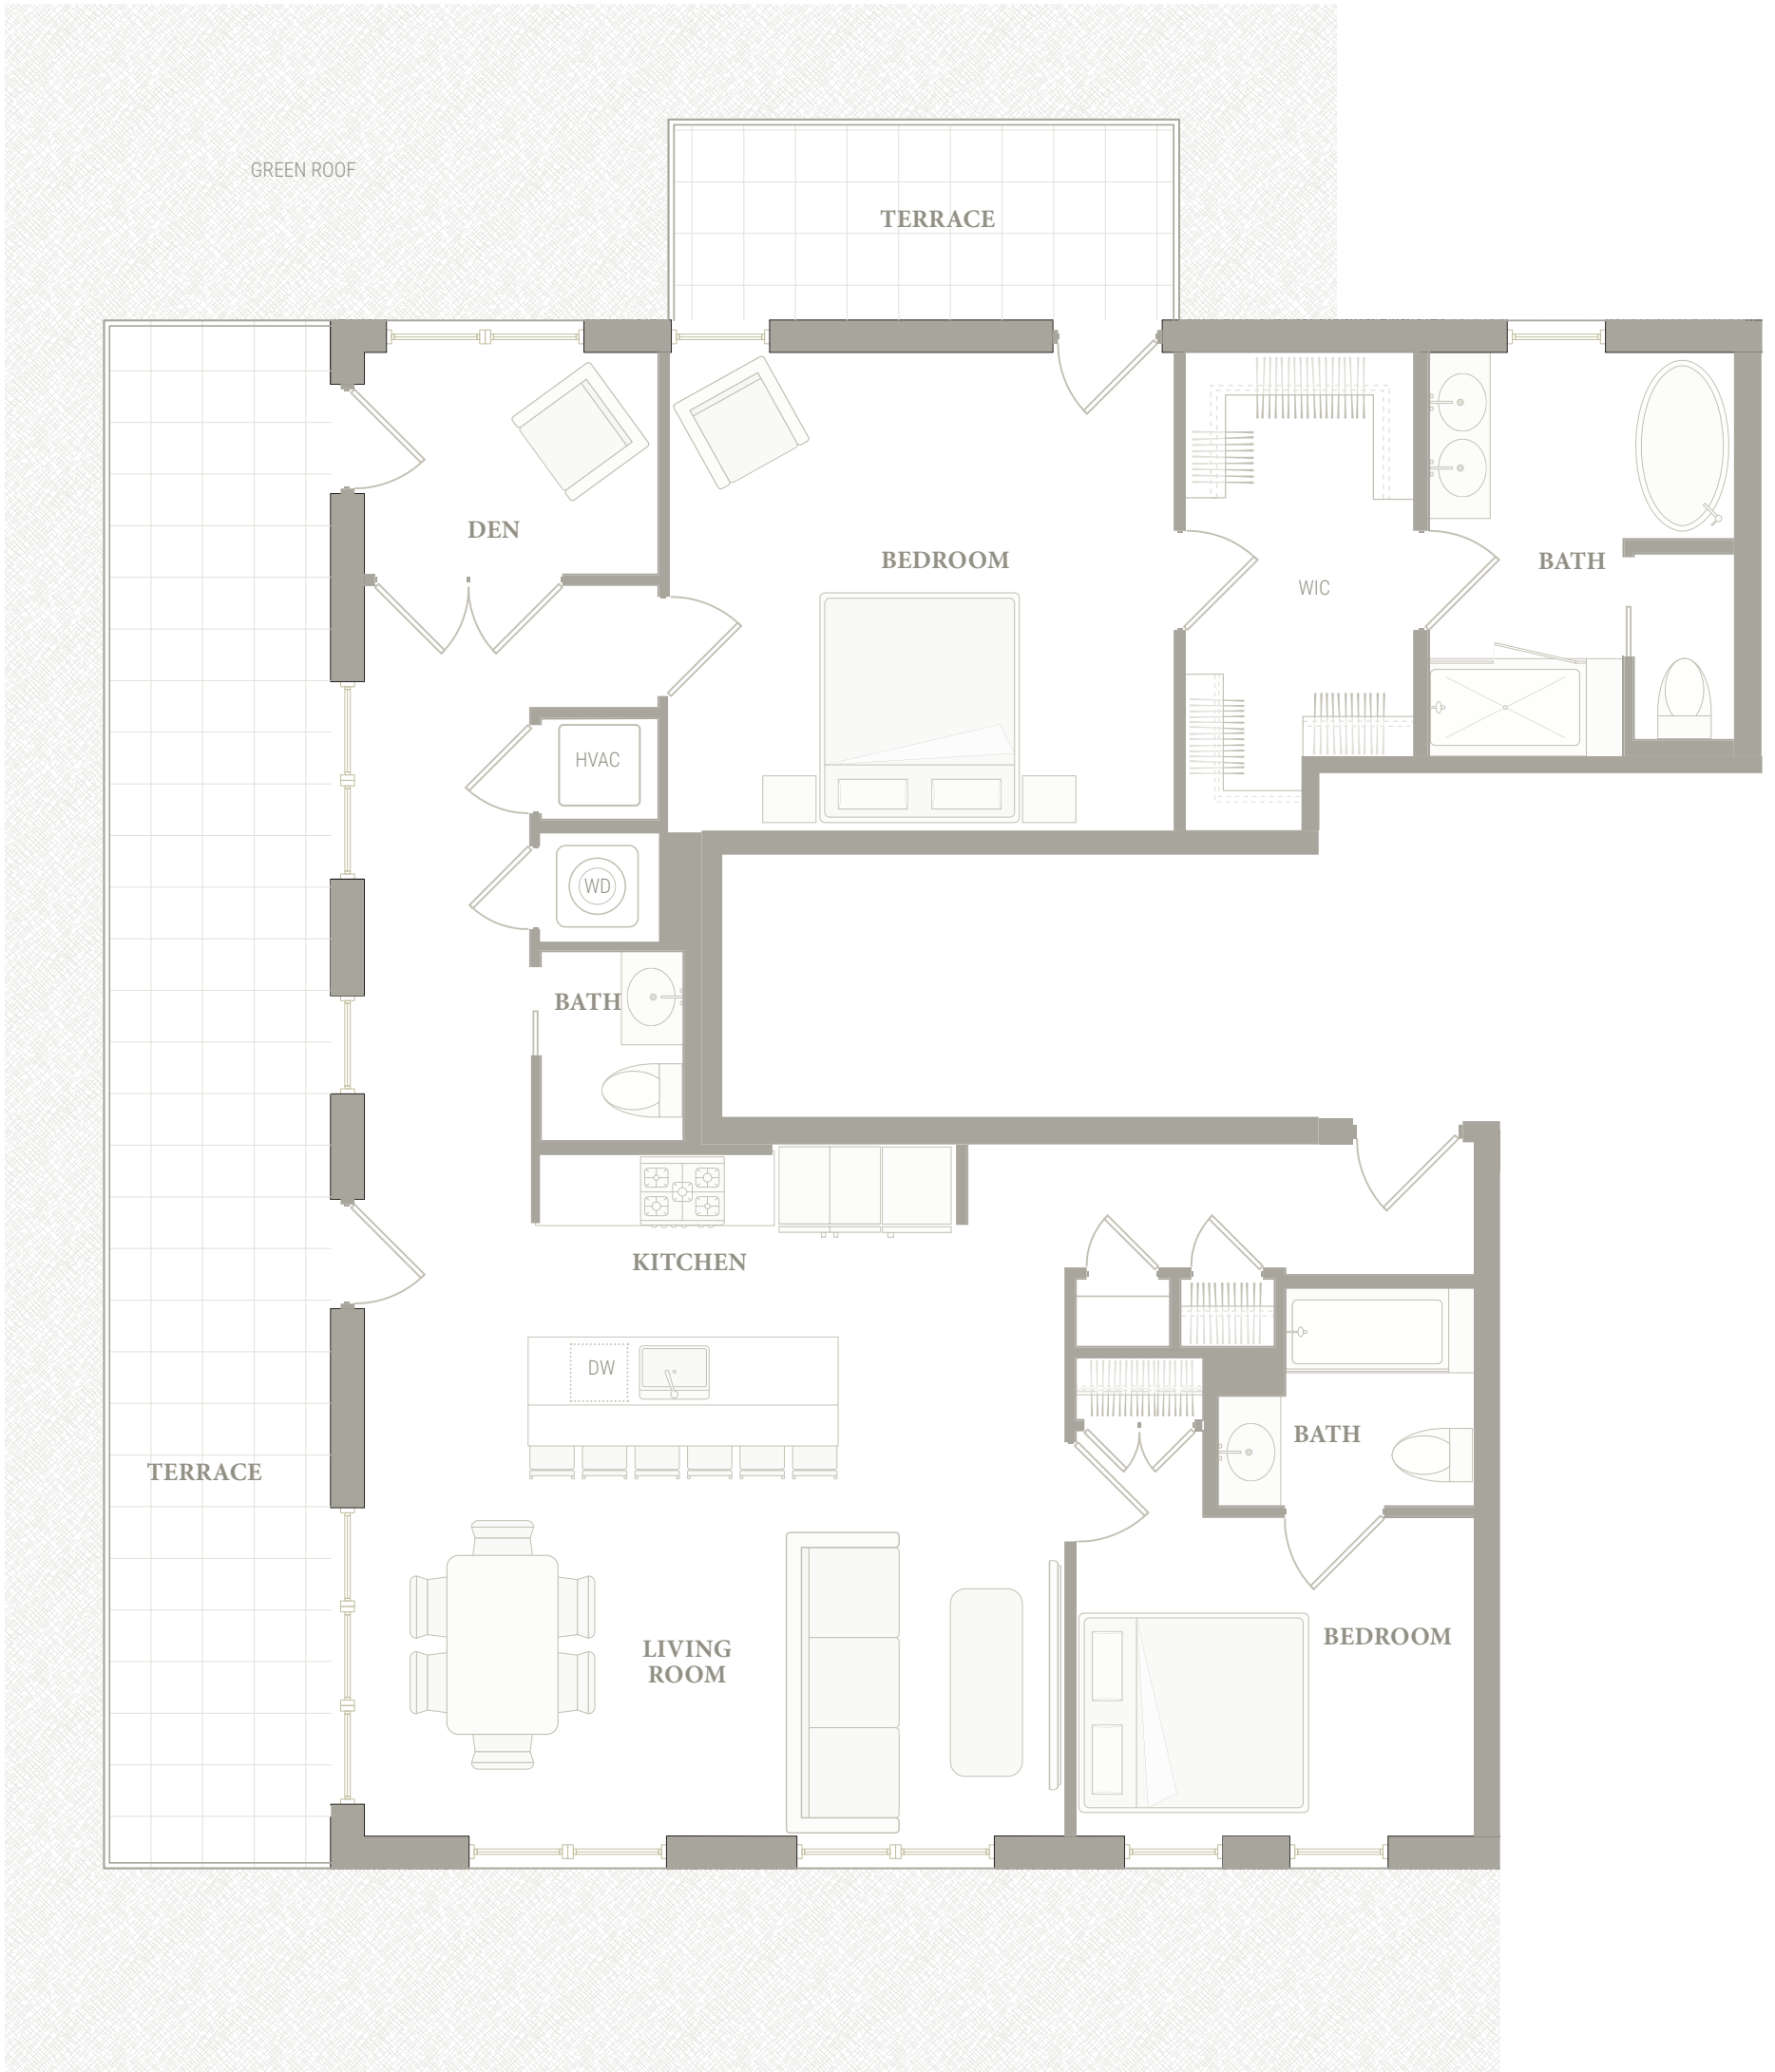 GREEN ROOF
TERRACE
DEN
BEDROOM
BATH
WIC
HVAC
WD
BATH
KITCHEN
DW
BATH
TERRACE
LIVING
ROOM
BEDROOM